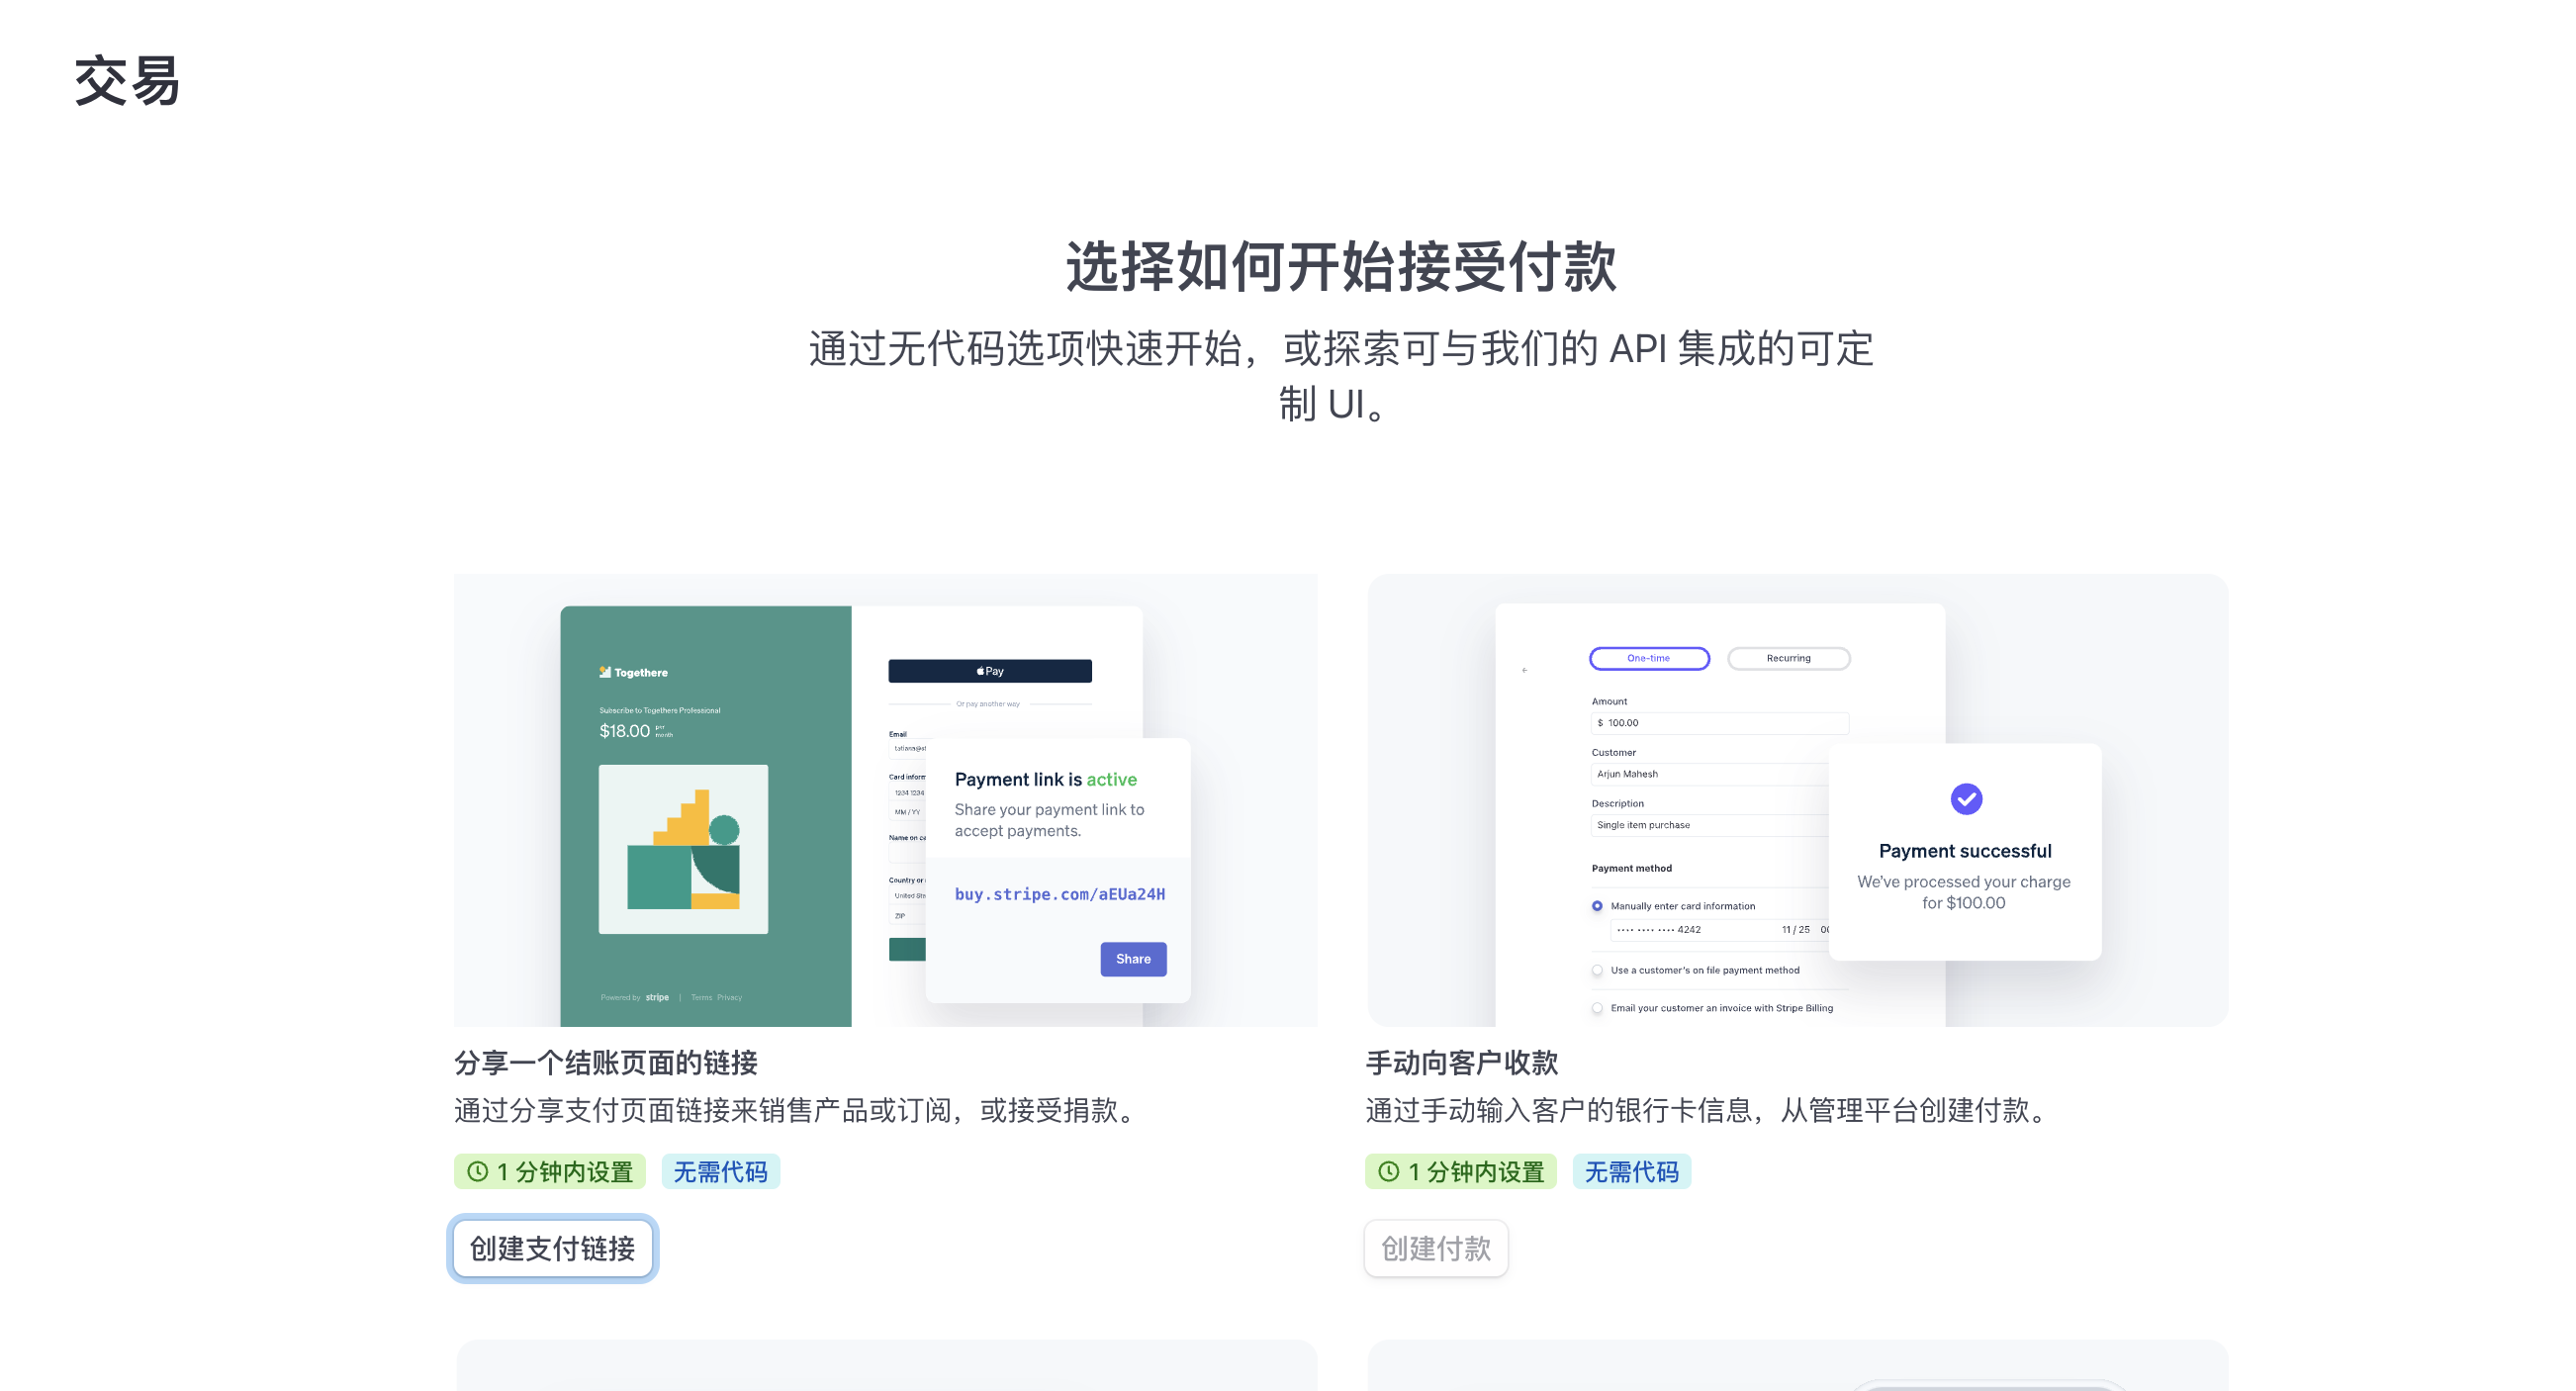 交易
选择如何开始接受付款
通过无代码选项快速开始，或探索可与我们的 API 集成的可定
制 UI。
Togethere
Subscribe to Togethere Professional
$18.00 per
month
Powered by stripe | Terms Privacy
Pay
Or pay another way
Email
Card inform
1234 1234
MM / YY
Name on ca
Country or
United Sta
ZIP
Payment link is active
Share your payment link to
accept payments.
buy.stripe.com/aEUa24H
Share
One-time Recurring
Amount
$ 100.00
Customer
Arjun Mahesh
Description
Single item purchase
Payment method
Manually enter card information
•••• •••• •••• 4242 11 / 25
Use a customer's on file payment method
Email your customer an invoice with Stripe Billing
Payment successful
We've processed your charge
for $100.00
分享一个结账页面的链接
通过分享支付页面链接来销售产品或订阅，或接受捐款。
1 分钟内设置 无需代码
创建支付链接
手动向客户收款
通过手动输入客户的银行卡信息，从管理平台创建付款。
1 分钟内设置 无需代码
创建付款